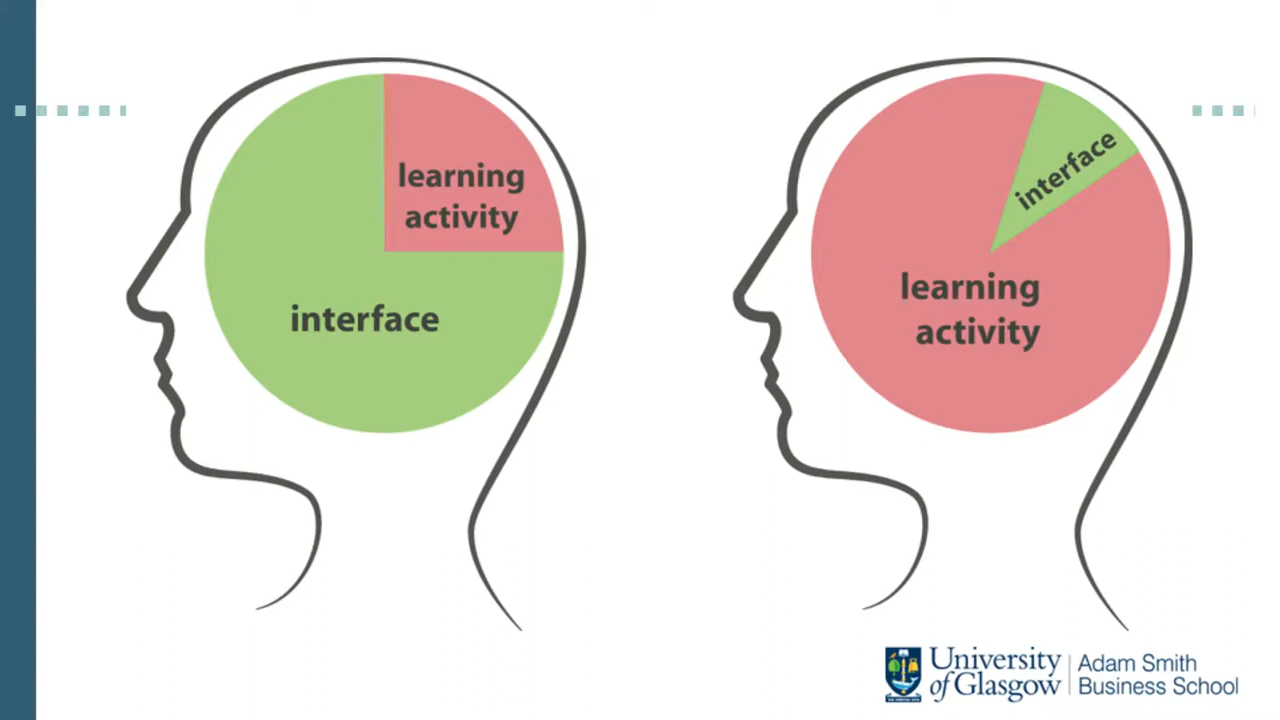 learning
activity
interface
interface
learning
activity
University
of Glasgow
Adam Smith
Business School